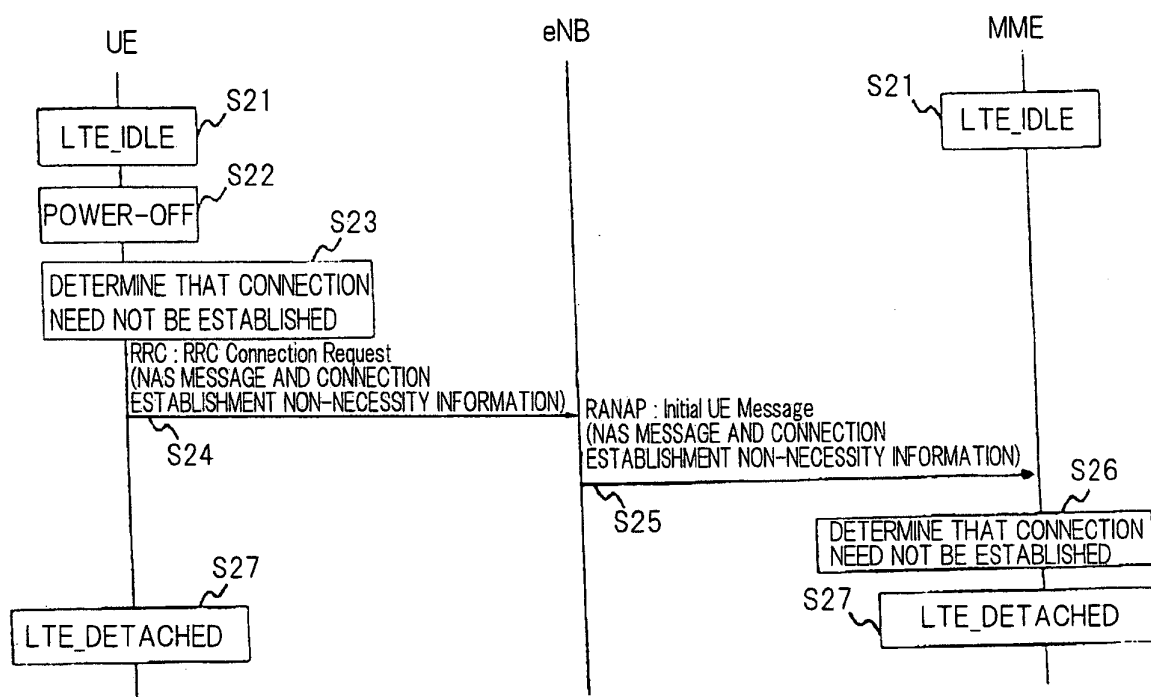 UE
eNB
MME
S21
LTE_IDLE
S21
LTE_IDLE
S22
POWER-OFF
S23
DETERMINE THAT CONNECTION
NEED NOT BE ESTABLISHED
RRC : RRC Connection Request
(NAS MESSAGE AND CONNECTION
ESTABLISHMENT NON-NECESSITY INFORMATION)
S24
RANAP : Initial UE Message
(NAS MESSAGE AND CONNECTION
ESTABLISHMENT NON-NECESSITY INFORMATION)
S25
S26
DETERMINE THAT CONNECTION
NEED NOT BE ESTABLISHED
S27
LTE_DETACHED
S27
LTE_DETACHED